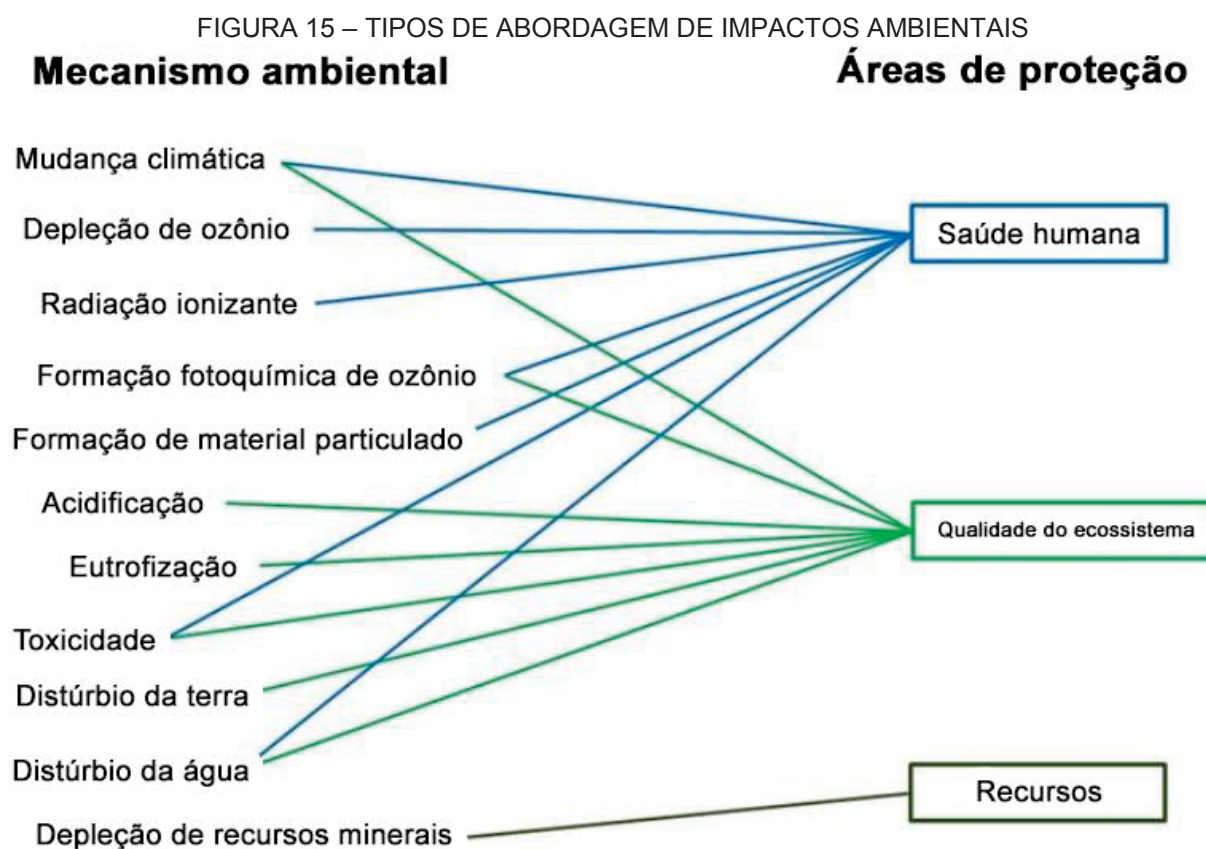 FIGURA 15 – TIPOS DE ABORDAGEM DE IMPACTOS AMBIENTAIS
Mecanismo ambiental
Áreas de proteção
Mudança climática
Depleção de ozônio
Saúde humana
Radiação ionizante
Formação fotoquímica de ozônio
Formação de material particulado
Acidificação
Qualidade do ecossistema
Eutrofização
Toxicidade
Distúrbio da terra
Distúrbio da água
Recursos
Depleção de recursos minerais